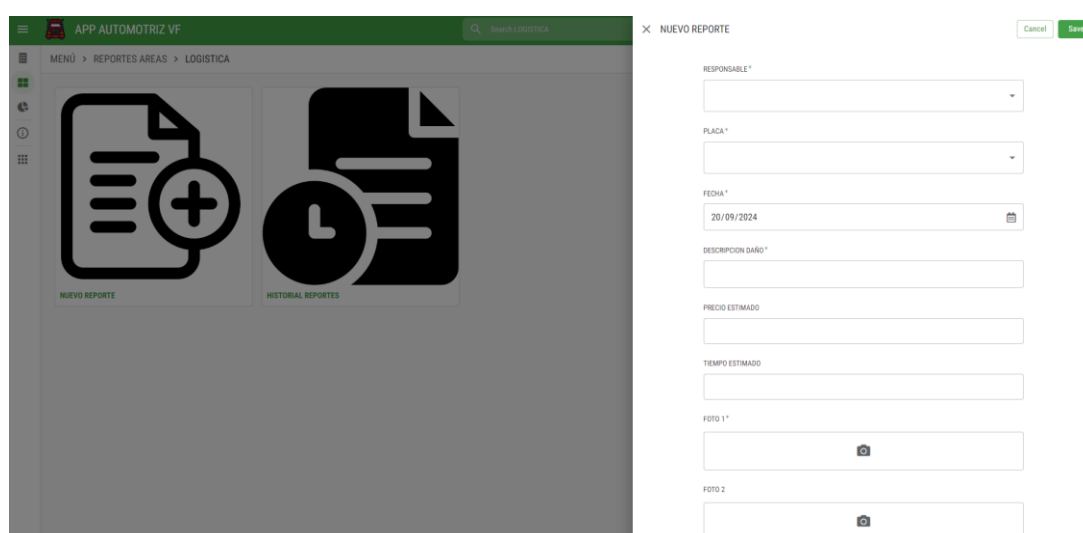 APP AUTOMOTRIZ VF
Search LOGISTICA
MENÚ > REPORTES AREAS > LOGISTICA
NUEVO REPORTE
HISTORIAL REPORTES
NUEVO REPORTE
Cancel
Save
RESPONSABLE*
PLACA*
FECHA*
20/09/2024
DESCRIPCION DAÑO*
PRECIO ESTIMADO
TIEMPO ESTIMADO
FOTO 1*
FOTO 2